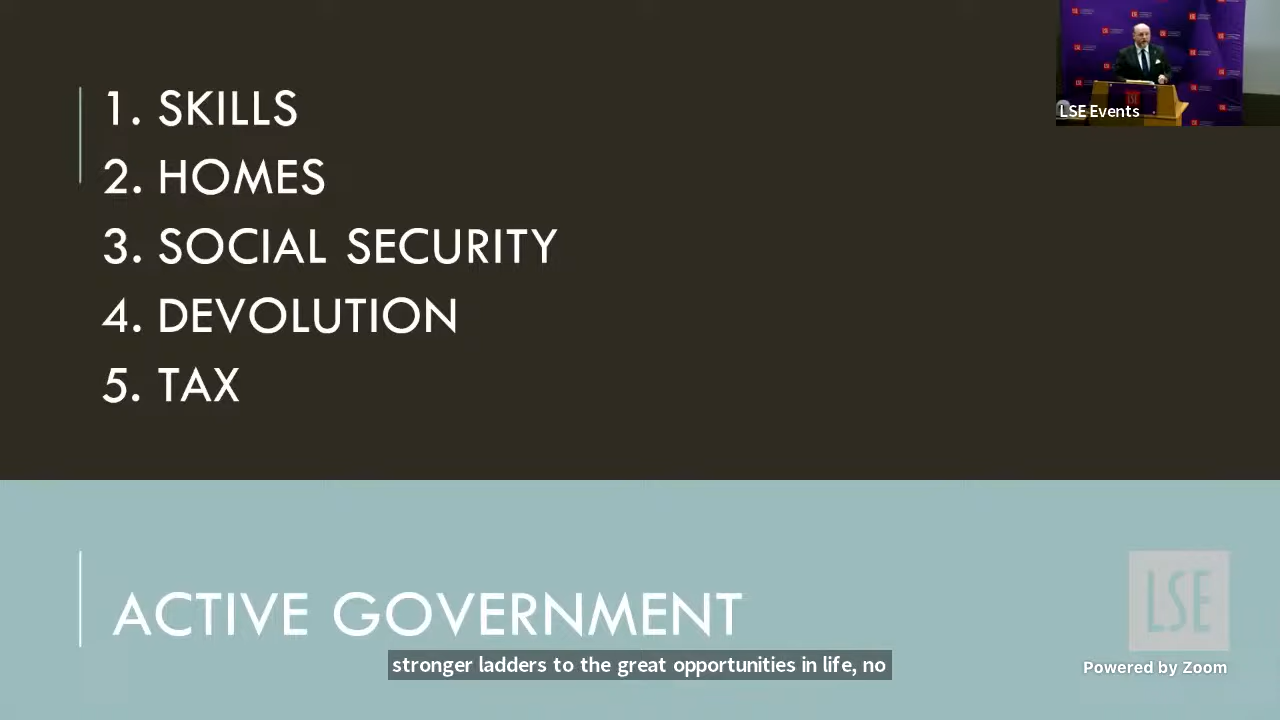 1. SKILLS
2. HOMES
3. SOCIAL SECURITY
4. DEVOLUTION
5. TAX
LSE Events
ACTIVE GOVERNMENT
LSE
stronger ladders to the great opportunities in life, no
Powered by Zoom